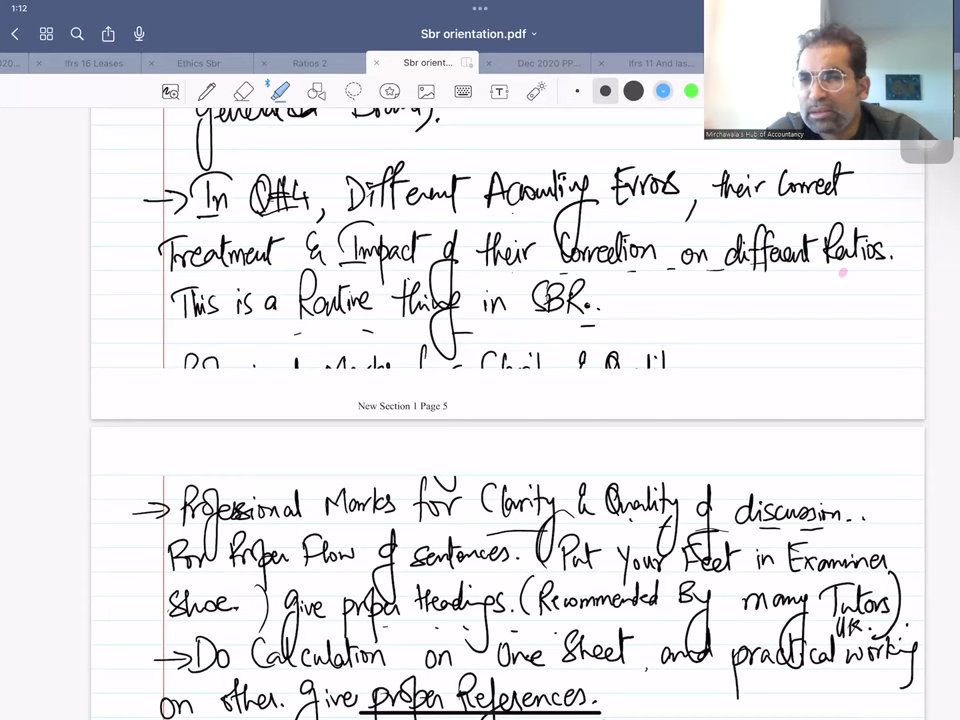 1:12
Sbr orientation.pdf
020...
Ifrs 16 Leases
Ethics Sbr
Ratios 2
Sbr orient...
Dec 2020 PP...
Ifrs 11 And las...
Mirchawala's Hub of Accountancy
generated
→ In Q#4, Different Accounting Errors, their Correct
Treatment & Impact of their Correction on different Ratios.
This is a Routine thing in SBR.
New Section 1 Page 5
→ Professional Marks for Clarity & Quality of discussion..
For Proper Flow of sentences. (Put your Feet in Examiner
Shoe.) give proper Headings. (Recommended By many Tutors
UK.).
→ Do Calculation on One Sheet, and practical working
on other. Give proper References.